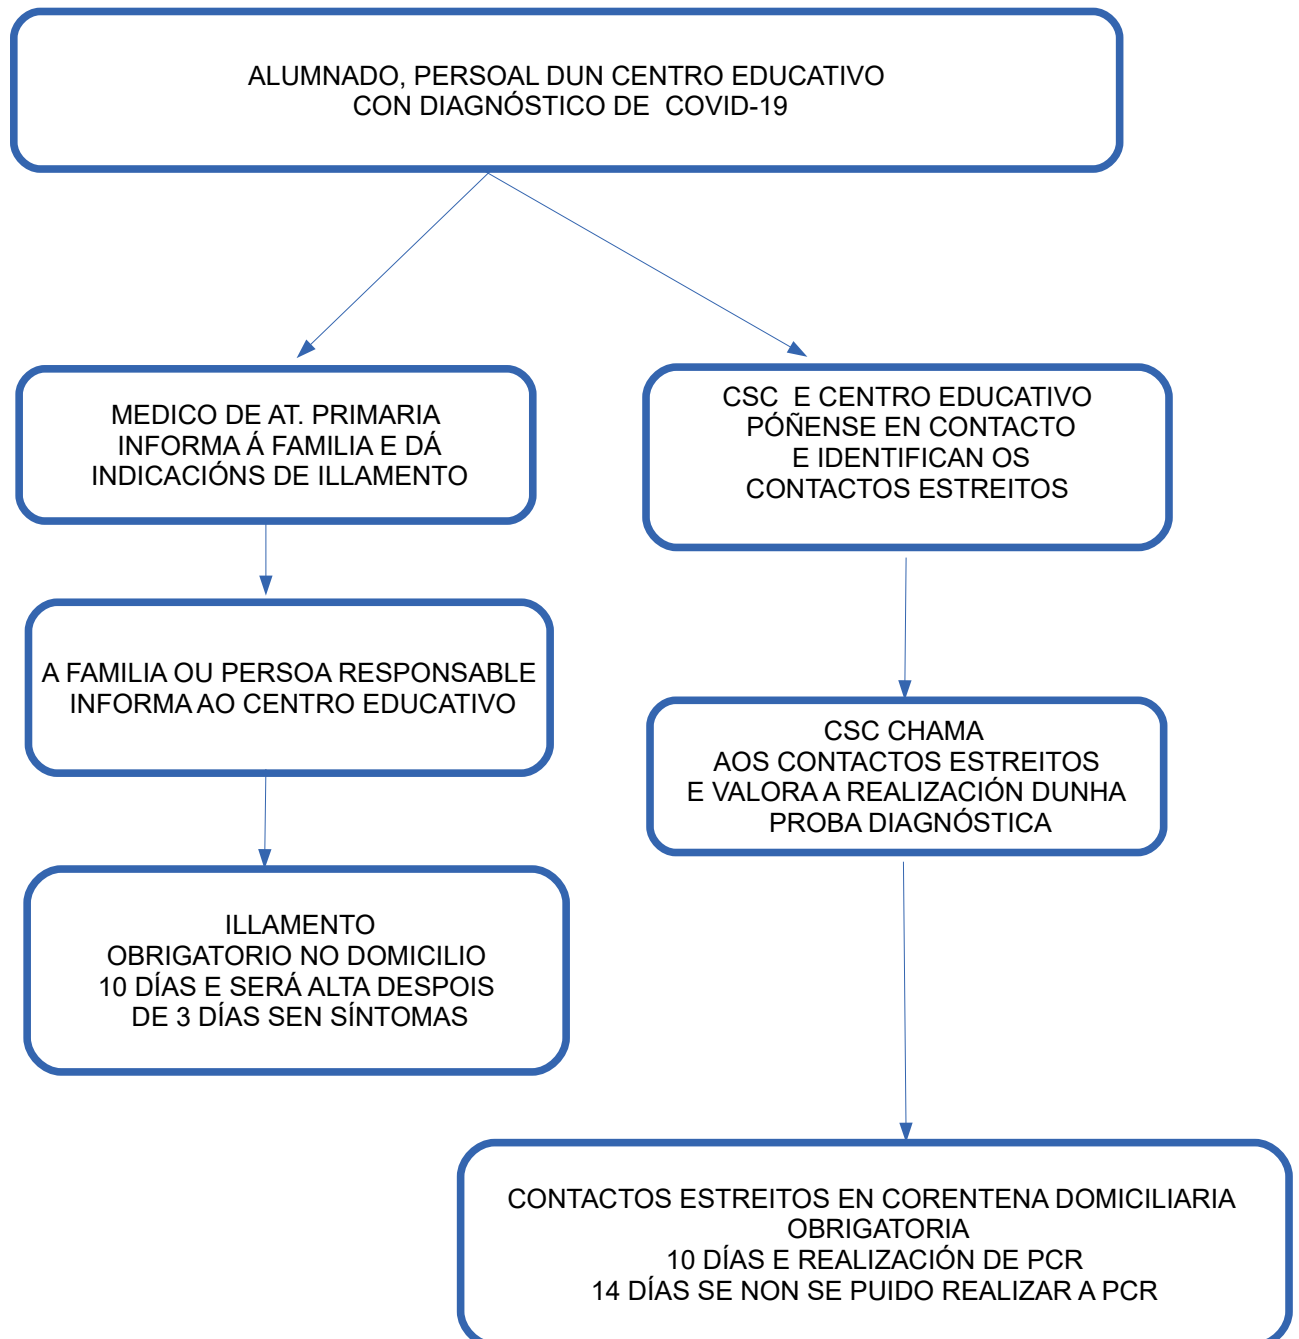 ALUMNADO, PERSOAL DUN CENTRO EDUCATIVO
CON DIAGNÓSTICO DE COVID-19
MEDICO DE AT. PRIMARIA
INFORMA Á FAMILIA E DÁ
INDICACIÓNS DE ILLAMENTO
CSC E CENTRO EDUCATIVO
PÓÑENSE EN CONTACTO
E IDENTIFICAN OS
CONTACTOS ESTREITOS
A FAMILIA OU PERSOA RESPONSABLE
INFORMA AO CENTRO EDUCATIVO
CSC CHAMA
AOS CONTACTOS ESTREITOS
E VALORA A REALIZACIÓN DUNHA
PROBA DIAGNÓSTICA
ILLAMENTO
OBRIGATORIO NO DOMICILIO
10 DÍAS E SERÁ ALTA DESPOIS
DE 3 DÍAS SEN SÍNTOMAS
CONTACTOS ESTREITOS EN CORENTENA DOMICILIARIA
OBRIGATORIA
10 DÍAS E REALIZACIÓN DE PCR
14 DÍAS SE NON SE PUIDO REALIZAR A PCR